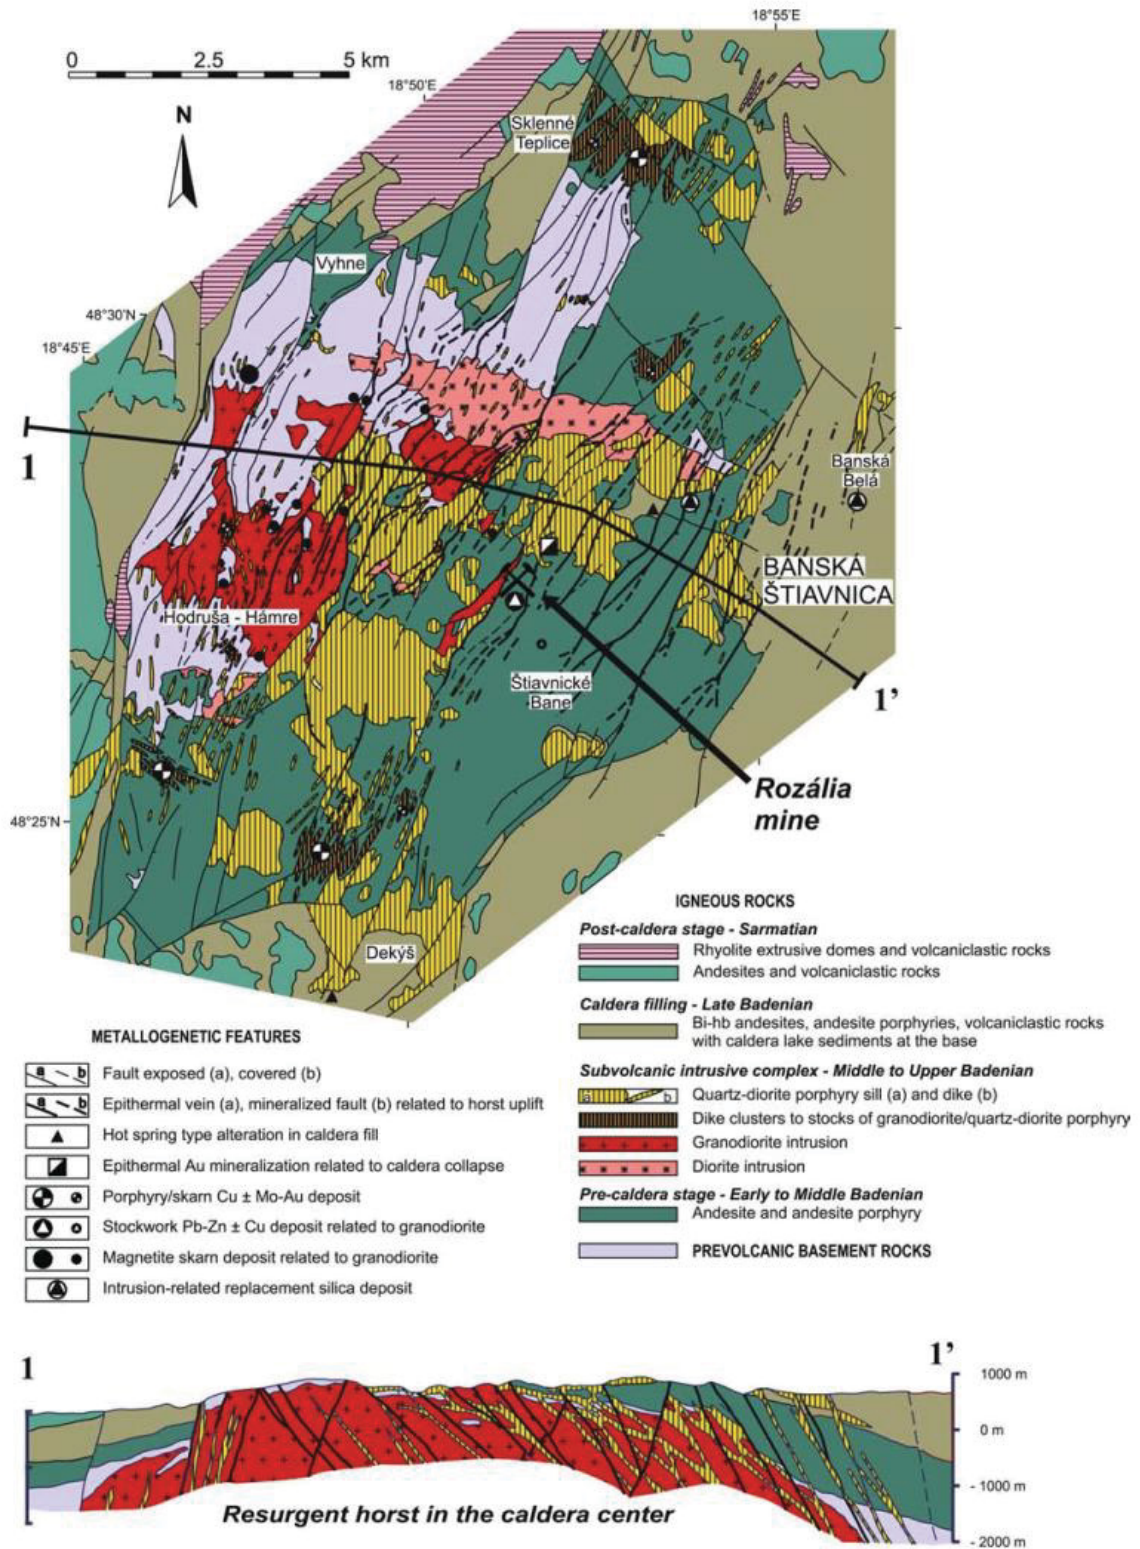 18°55'E
0 2.5 5 km
18°50'E
N
Sklenné
Teplice
Vyhne
48°30'N
18°45'E
1
Banská
Belá
BANSKÁ
ŠTIAVNICA
Hodruša - Hámre
Štiavnické
Bane
1'
Rozália
mine
48°25'N
Dekýš
IGNEOUS ROCKS
Post-caldera stage - Sarmatian
Rhyolite extrusive domes and volcaniclastic rocks
Andesites and volcaniclastic rocks
Caldera filling - Late Badenian
Bi-hb andesites, andesite porphyries, volcaniclastic rocks
with caldera lake sediments at the base
Subvolcanic intrusive complex - Middle to Upper Badenian
a b Quartz-diorite porphyry sill (a) and dike (b)
Dike clusters to stocks of granodiorite/quartz-diorite porphyry
Granodiorite intrusion
Diorite intrusion
Pre-caldera stage - Early to Middle Badenian
Andesite and andesite porphyry
PREVOLCANIC BASEMENT ROCKS
METALLOGENETIC FEATURES
a b Fault exposed (a), covered (b)
a b Epithermal vein (a), mineralized fault (b) related to horst uplift
Hot spring type alteration in caldera fill
Epithermal Au mineralization related to caldera collapse
Porphyry/skarn Cu ± Mo-Au deposit
Stockwork Pb-Zn ± Cu deposit related to granodiorite
Magnetite skarn deposit related to granodiorite
Intrusion-related replacement silica deposit
1
1'
1000 m
0 m
- 1000 m
- 2000 m
Resurgent horst in the caldera center